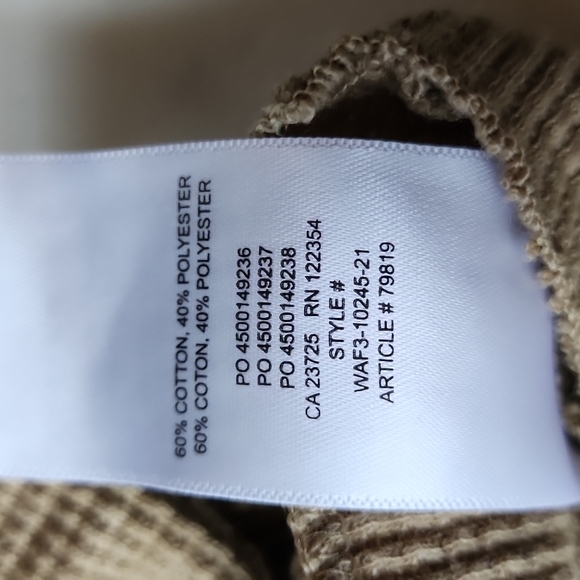 60% COTTON, 40% POLYESTER
60% COTON, 40% POLYESTER
PO 4500149236
PO 4500149237
PO 4500149238
CA 23725 RN 122354
STYLE #
WAF3-10245-21
ARTICLE # 79819